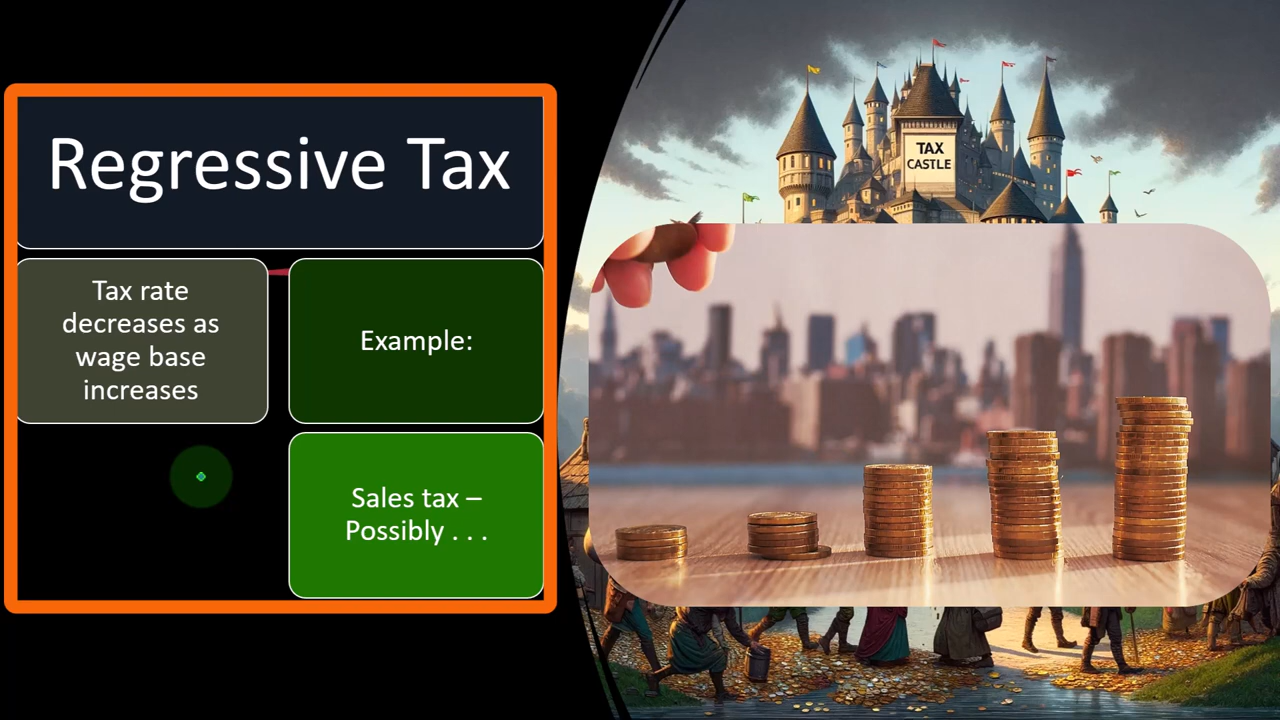 Regressive Tax
Tax rate
decreases as
wage base
increases
Example:
Sales tax –
Possibly . . .
TAX
CASTLE